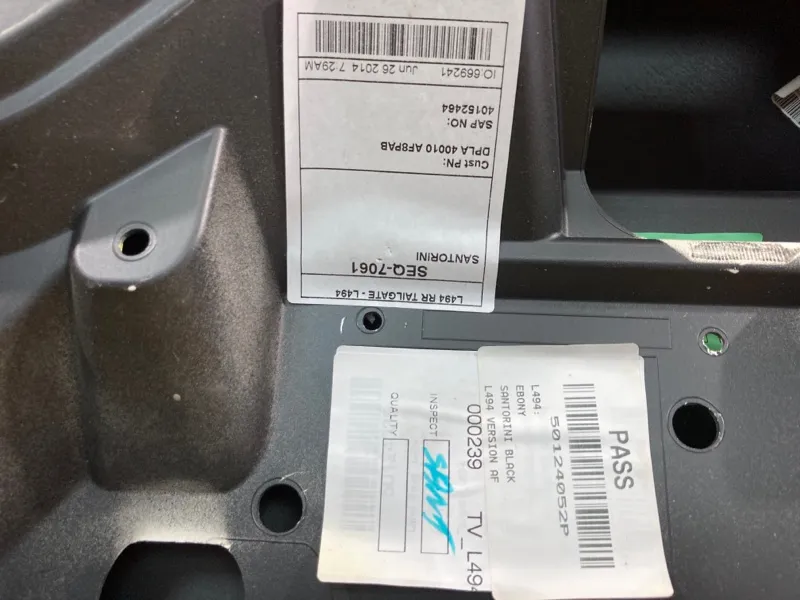 L494 RR TAILGATE - L494
SEQ-7061
SANTORINI
Cust PN:
DPLA 40010 AF8PAB
SAP NO:
40152464
IO 669241 Jun 26 2014 7:29AM
PASS
50124052P
L494:
EBONY
SANTORINI BLACK
L494 VERSION AF
000239 TV_L494
INSPECT
SANT
QUALITY